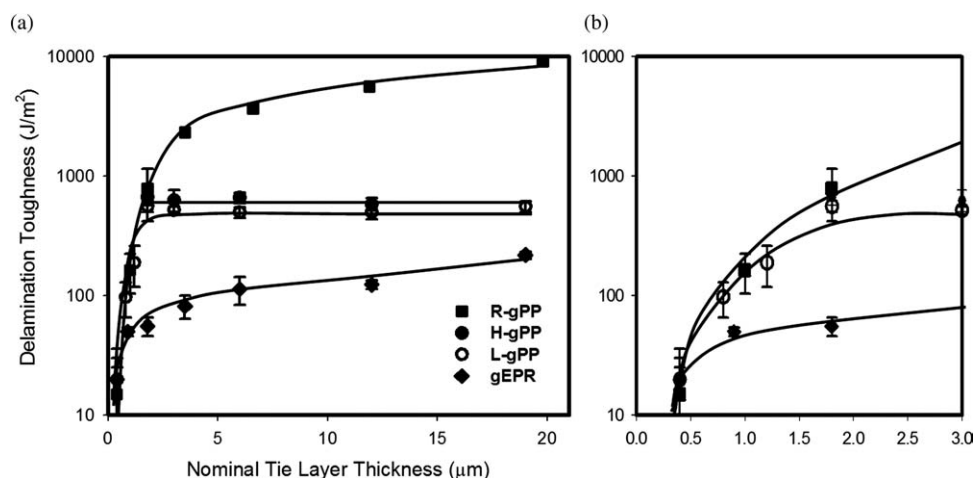 (a)
(b)
Delamination Toughness (J/m²)
10000
1000
100
10
R-gPP
H-gPP
L-gPP
gEPR
0 5 10 15 20
Nominal Tie Layer Thickness (μm)
10000
1000
100
10
0.0 0.5 1.0 1.5 2.0 2.5 3.0